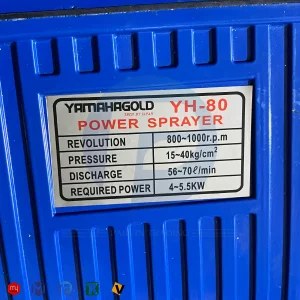 YAMAHAGOLD YH-80
POWER SPRAYER
REVOLUTION 800~1000r.p.m
PRESSURE 15~40kg/cm²
DISCHARGE 56~70ℓ/min
REQUIRED POWER 4~5.5KW